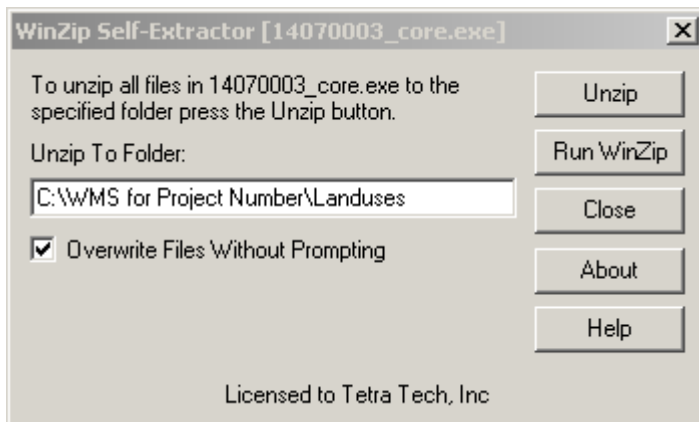 WinZip Self-Extractor [14070003_core.exe]
To unzip all files in 14070003_core.exe to the
specified folder press the Unzip button.
Unzip To Folder:
C:\WMS for Project Number\Landuses
Overwrite Files Without Prompting
Unzip
Run WinZip
Close
About
Help
Licensed to Tetra Tech, Inc